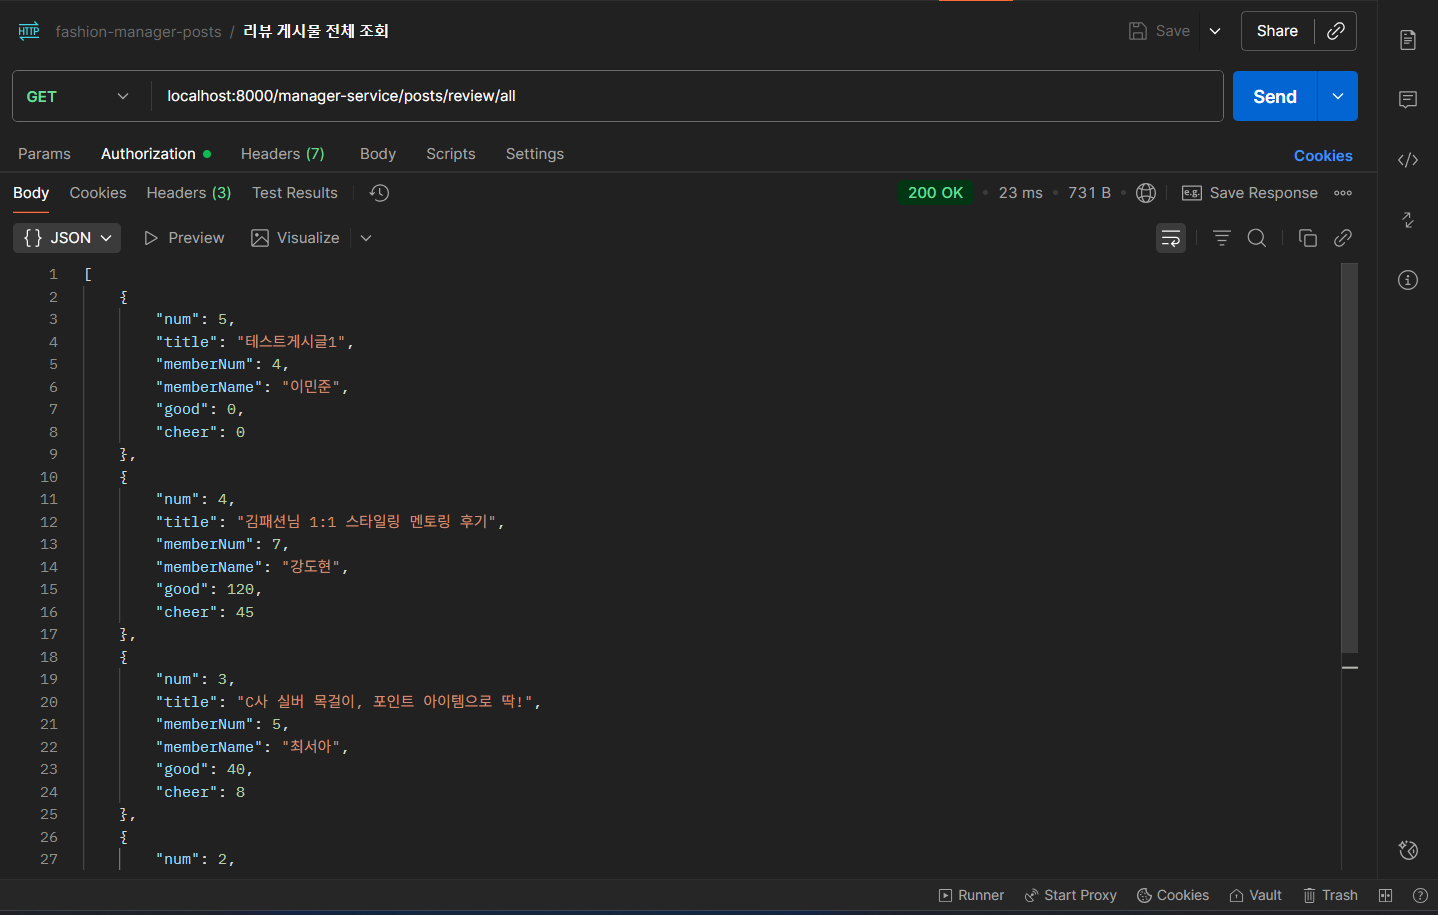 HTTP fashion-manager-posts / 리뷰 게시물 전체 조회 Save Share
GET localhost:8000/manager-service/posts/review/all Send
Params Authorization Headers (7) Body Scripts Settings Cookies
Body Cookies Headers (3) Test Results 200 OK 23 ms 731 B e.g. Save Response
{} JSON Preview Visualize
1 [
2 {
3 "num": 5,
4 "title": "테스트게시글1",
5 "memberNum": 4,
6 "memberName": "이민준",
7 "good": 0,
8 "cheer": 0
9 },
10 {
11 "num": 4,
12 "title": "김패션님 1:1 스타일링 멘토링 후기",
13 "memberNum": 7,
14 "memberName": "강도현",
15 "good": 120,
16 "cheer": 45
17 },
18 {
19 "num": 3,
20 "title": "C사 실버 목걸이, 포인트 아이템으로 딱!",
21 "memberNum": 5,
22 "memberName": "최서아",
23 "good": 40,
24 "cheer": 8
25 },
26 {
27 "num": 2,
Runner Start Proxy Cookies Vault Trash